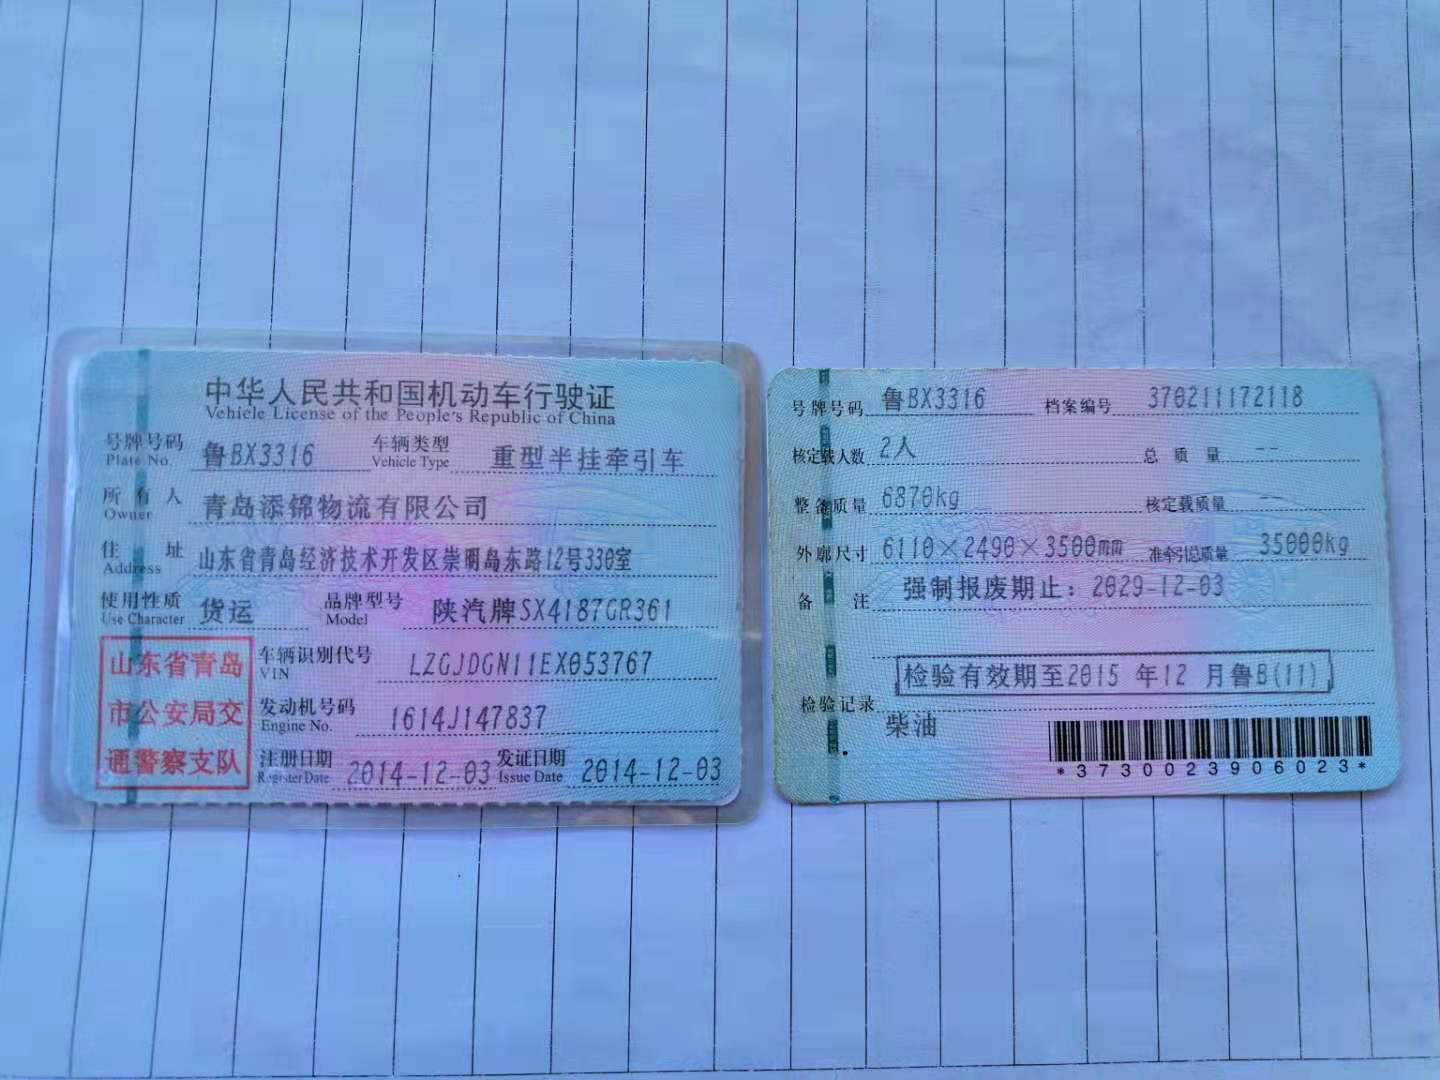 中华人民共和国机动车行驶证
Vehicle License of the People's Republic of China
号牌号码 鲁BX3316 车辆类型 重型半挂牵引车
Plate No. Vehicle Type
所有人 青岛添锦物流有限公司
Owner
住址 山东省青岛经济技术开发区崇明岛东路12号330室
Address
使用性质 货运 品牌型号 陕汽牌SX4187GR361
Use Character Model
山东省青岛
市公安局交
通警察支队
车辆识别代号 LZGJDGN11EX053767
VIN
发动机号码 1614J147837
Engine No.
注册日期 2014-12-03 发证日期 2014-12-03
Register Date Issue Date
号牌号码 鲁BX3316 档案编号 370211172118
核定载人数 2人 总质量 --
整备质量 6870kg 核定载质量 --
外廓尺寸 6110×2490×3500mm 准牵引总质量 35000kg
备注 强制报废期止：2029-12-03
检验有效期至2015 年12 月鲁B(11)
检验记录
柴油
*3730023906023*